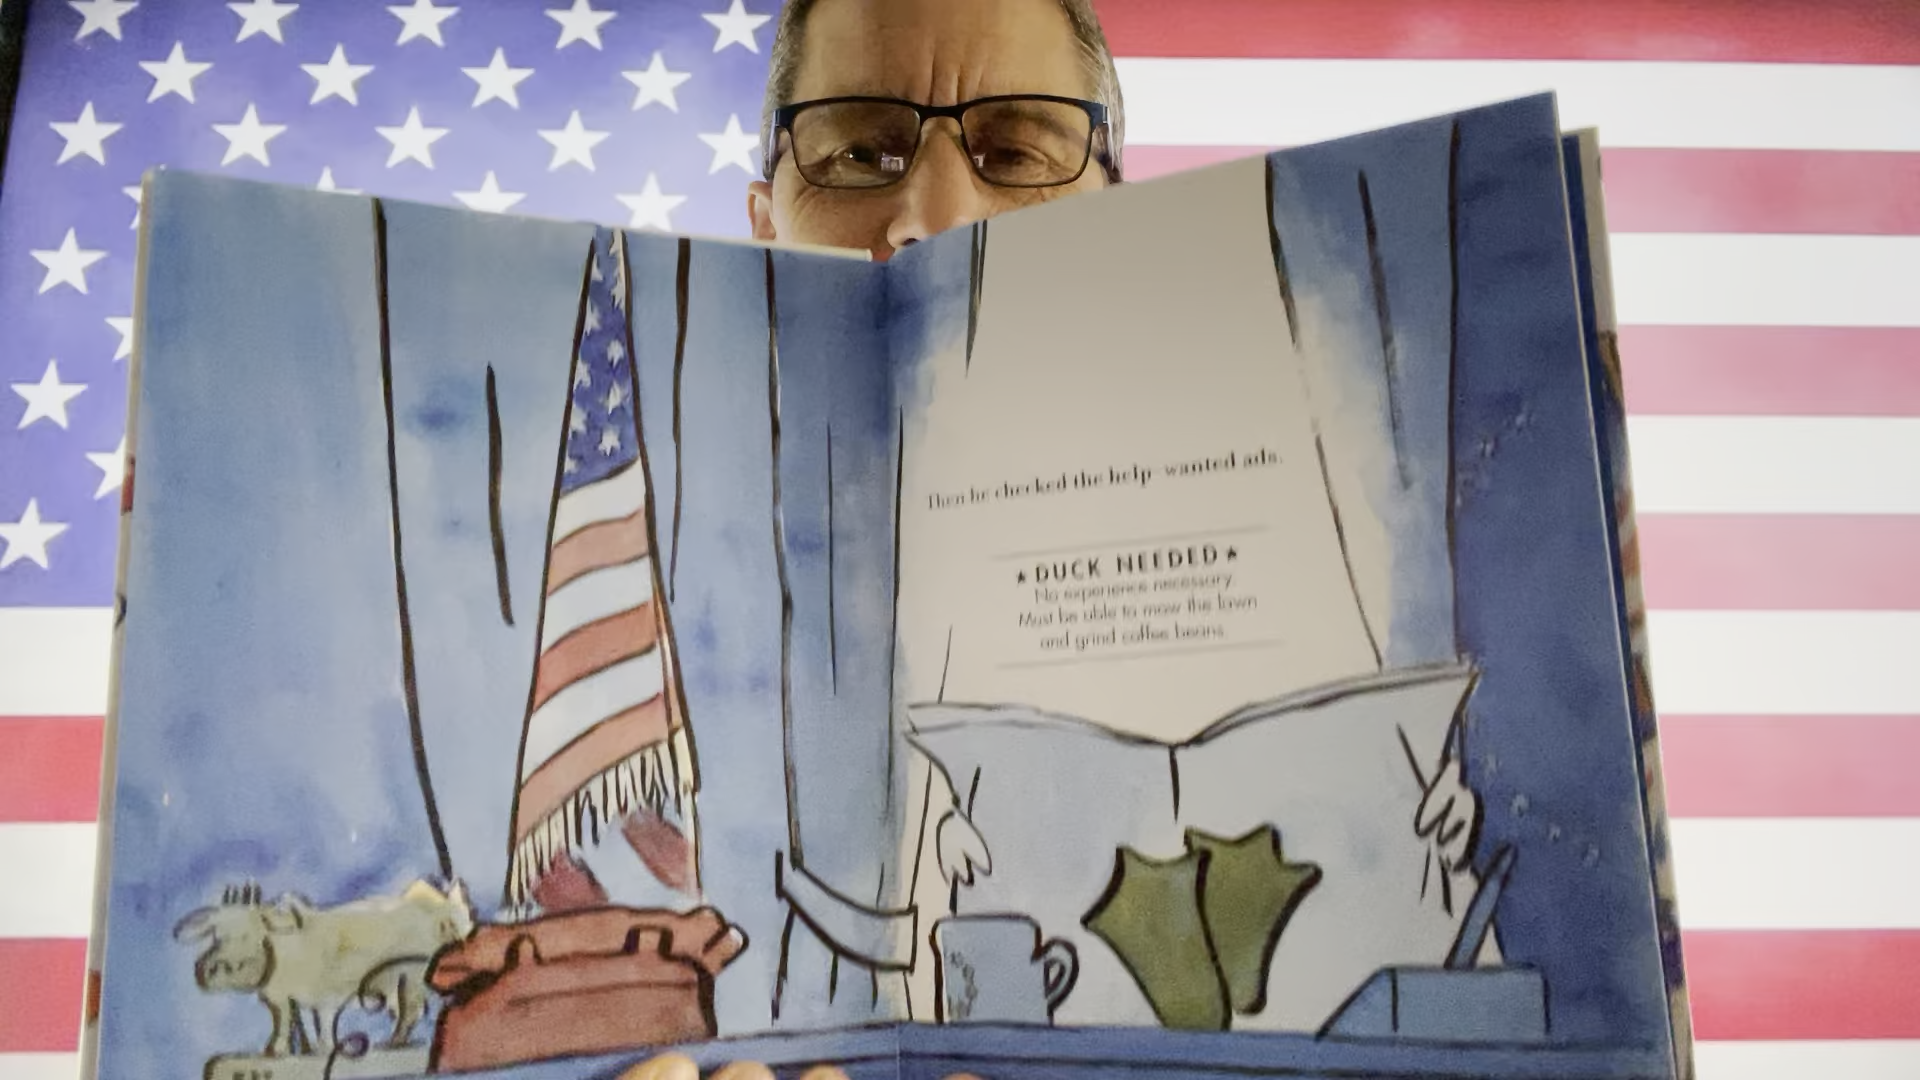 Then he checked the help-wanted ads.
★ DUCK NEEDED ★
No experience necessary.
Must be able to mow the lawn
and grind coffee beans.